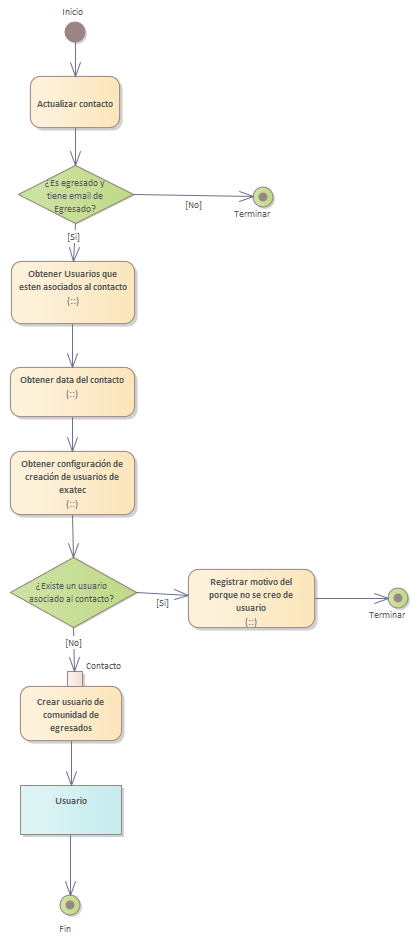 Inicio
Actualizar contacto
¿Es egresado y
tiene email de
Egresado?
[No]
Terminar
[Si]
Obtener Usuarios que
esten asociados al contacto
(::)
Obtener data del contacto
(::)
Obtener configuración de
creación de usuarios de
exatec
(::)
¿Existe un usuario
asociado al contacto?
[Si]
Registrar motivo del
porque no se creo de
usuario
(::)
Terminar
[No]
Contacto
Crear usuario de
comunidad de
egresados
Usuario
Fin